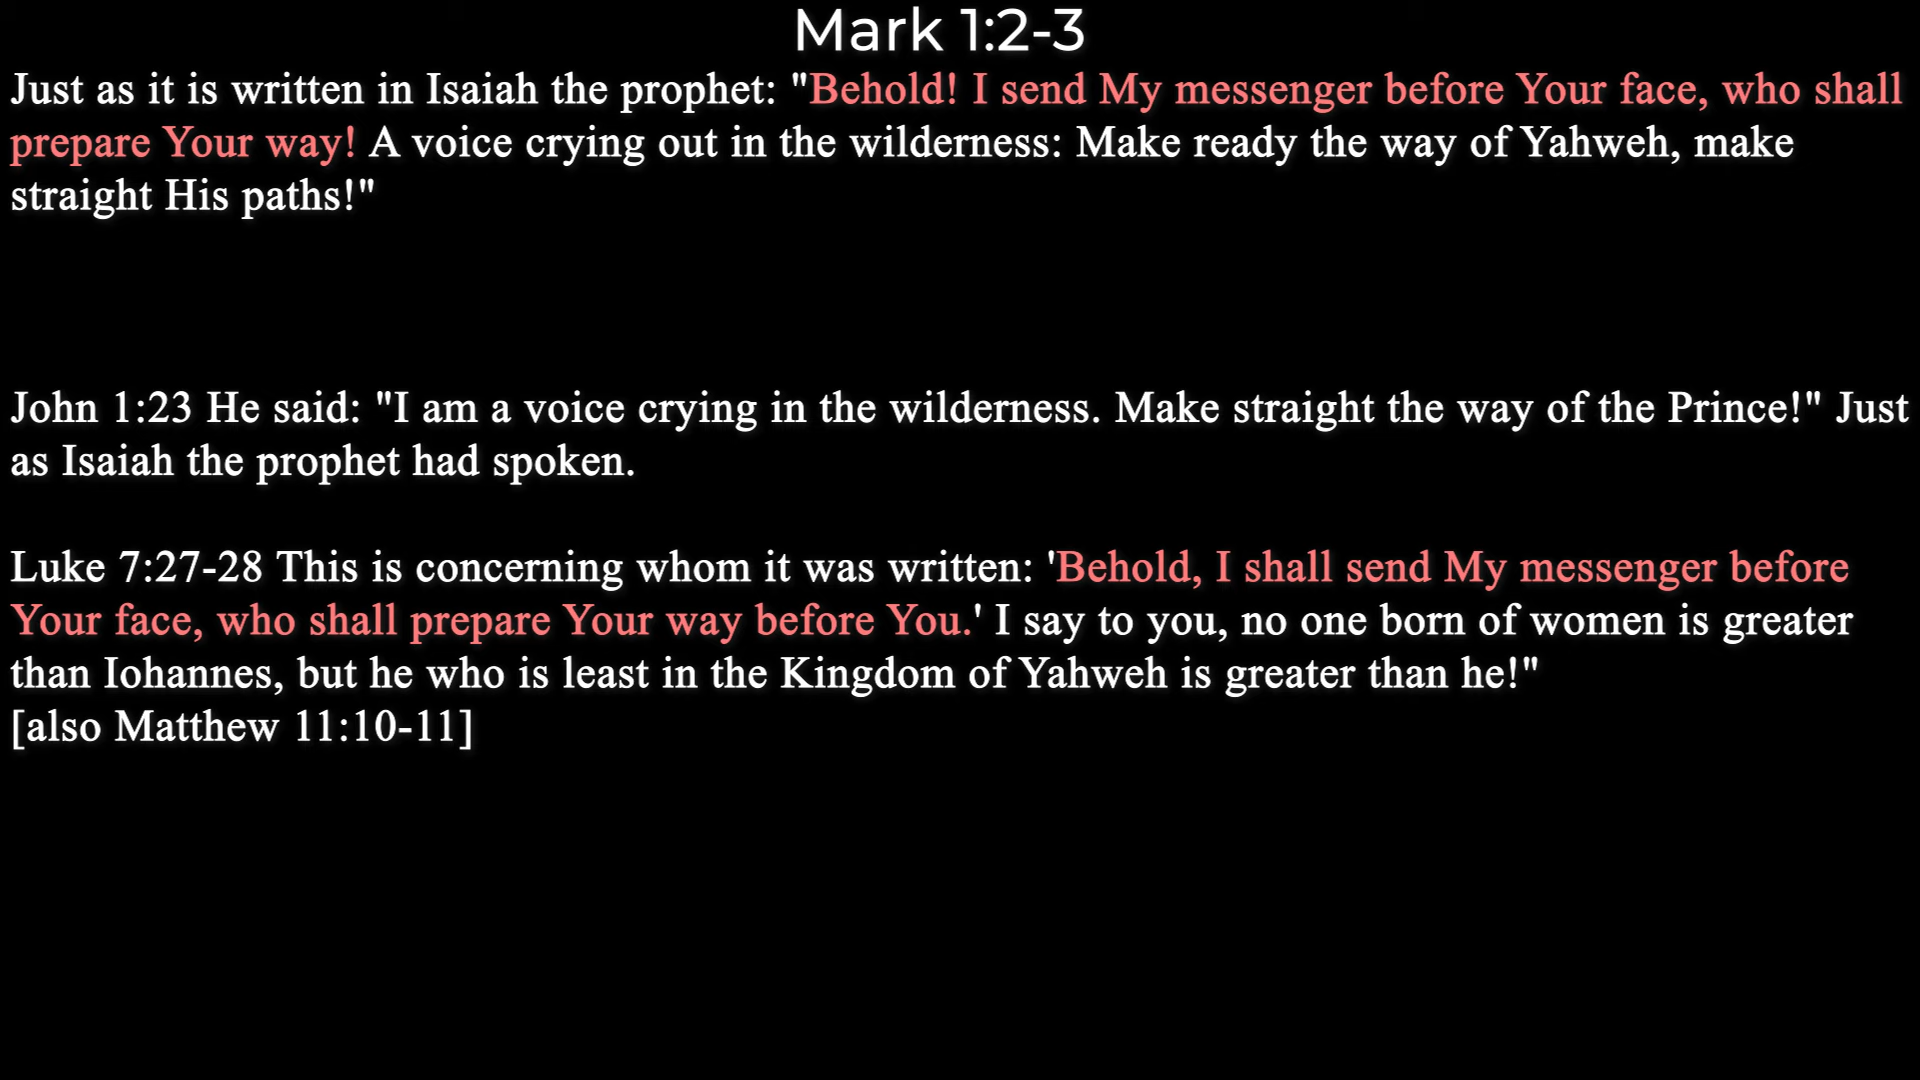 Mark 1:2-3
Just as it is written in Isaiah the prophet: "Behold! I send My messenger before Your face, who shall
prepare Your way! A voice crying out in the wilderness: Make ready the way of Yahweh, make
straight His paths!"
John 1:23 He said: "I am a voice crying in the wilderness. Make straight the way of the Prince!" Just
as Isaiah the prophet had spoken.
Luke 7:27-28 This is concerning whom it was written: 'Behold, I shall send My messenger before
Your face, who shall prepare Your way before You.' I say to you, no one born of women is greater
than Iohannes, but he who is least in the Kingdom of Yahweh is greater than he!"
[also Matthew 11:10-11]